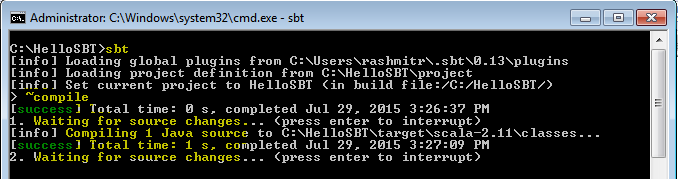 Administrator: C:\Windows\system32\cmd.exe - sbt
C:\HelloSBT>sbt
[info] Loading global plugins from C:\Users\rashmitr\.sbt\0.13\plugins
[info] Loading project definition from C:\HelloSBT\project
[info] Set current project to HelloSBT (in build file:/C:/HelloSBT/)
> ~compile
[success] Total time: 0 s, completed Jul 29, 2015 3:26:37 PM
1. Waiting for source changes... (press enter to interrupt)
[info] Compiling 1 Java source to C:\HelloSBT\target\scala-2.11\classes...
[success] Total time: 1 s, completed Jul 29, 2015 3:27:09 PM
2. Waiting for source changes... (press enter to interrupt)